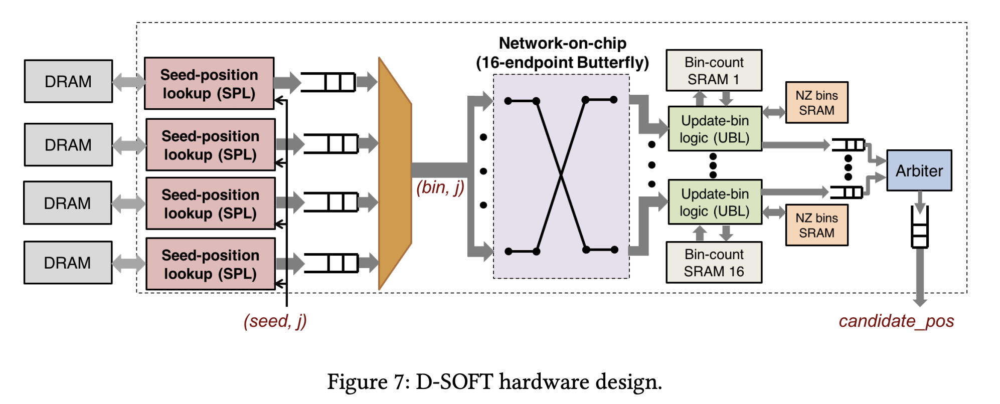 Network-on-chip
(16-endpoint Butterfly)
DRAM
Seed-position
lookup (SPL)
DRAM
Seed-position
lookup (SPL)
DRAM
Seed-position
lookup (SPL)
DRAM
Seed-position
lookup (SPL)
(seed, j)
(bin, j)
Bin-count
SRAM 1
Update-bin
logic (UBL)
NZ bins
SRAM
Update-bin
logic (UBL)
NZ bins
SRAM
Bin-count
SRAM 16
Arbiter
candidate_pos
Figure 7: D-SOFT hardware design.